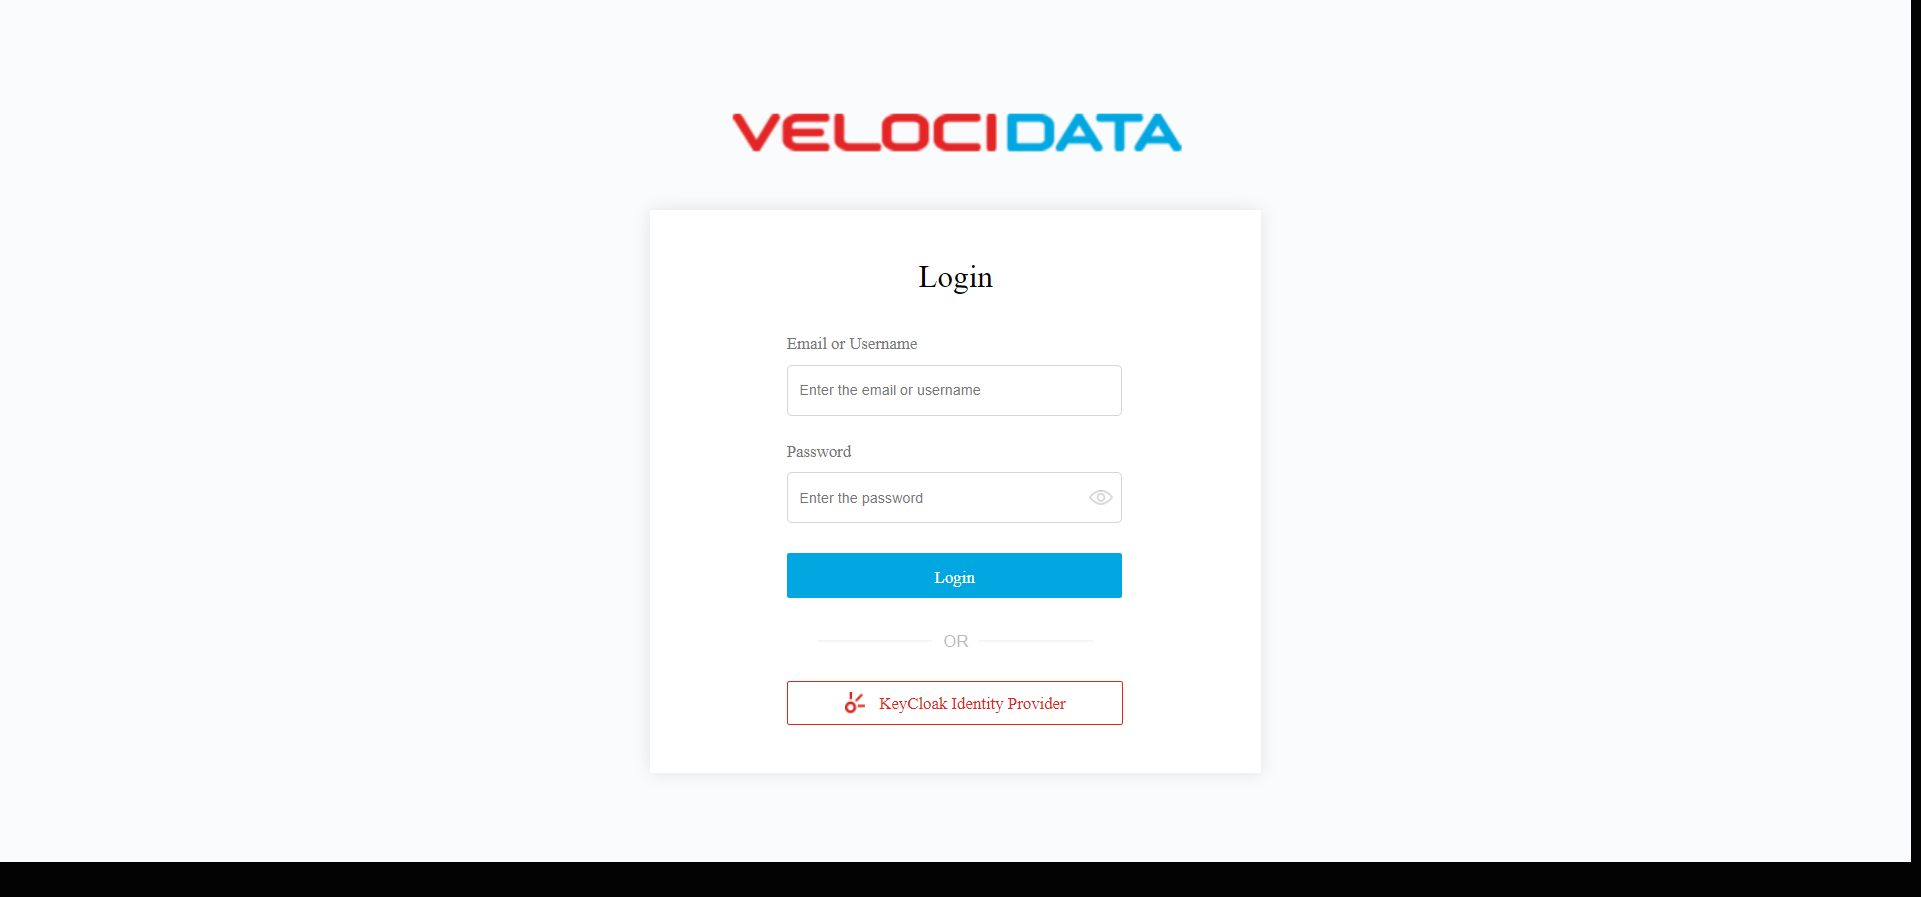 VELOCIDATA
Login
Email or Username
Enter the email or username
Password
Enter the password
Login
OR
KeyCloak Identity Provider